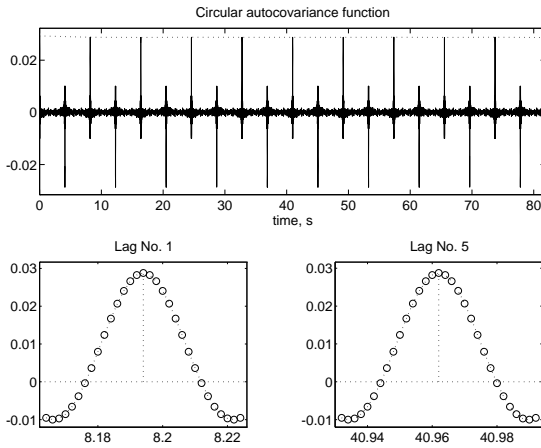 Circular autocovariance function
0.02
0
-0.02
0 10 20 30 40 50 60 70 80
time, s
Lag No. 1
0.03
0.02
0.01
0
-0.01
8.18 8.2 8.22
Lag No. 5
0.03
0.02
0.01
0
-0.01
40.94 40.96 40.98